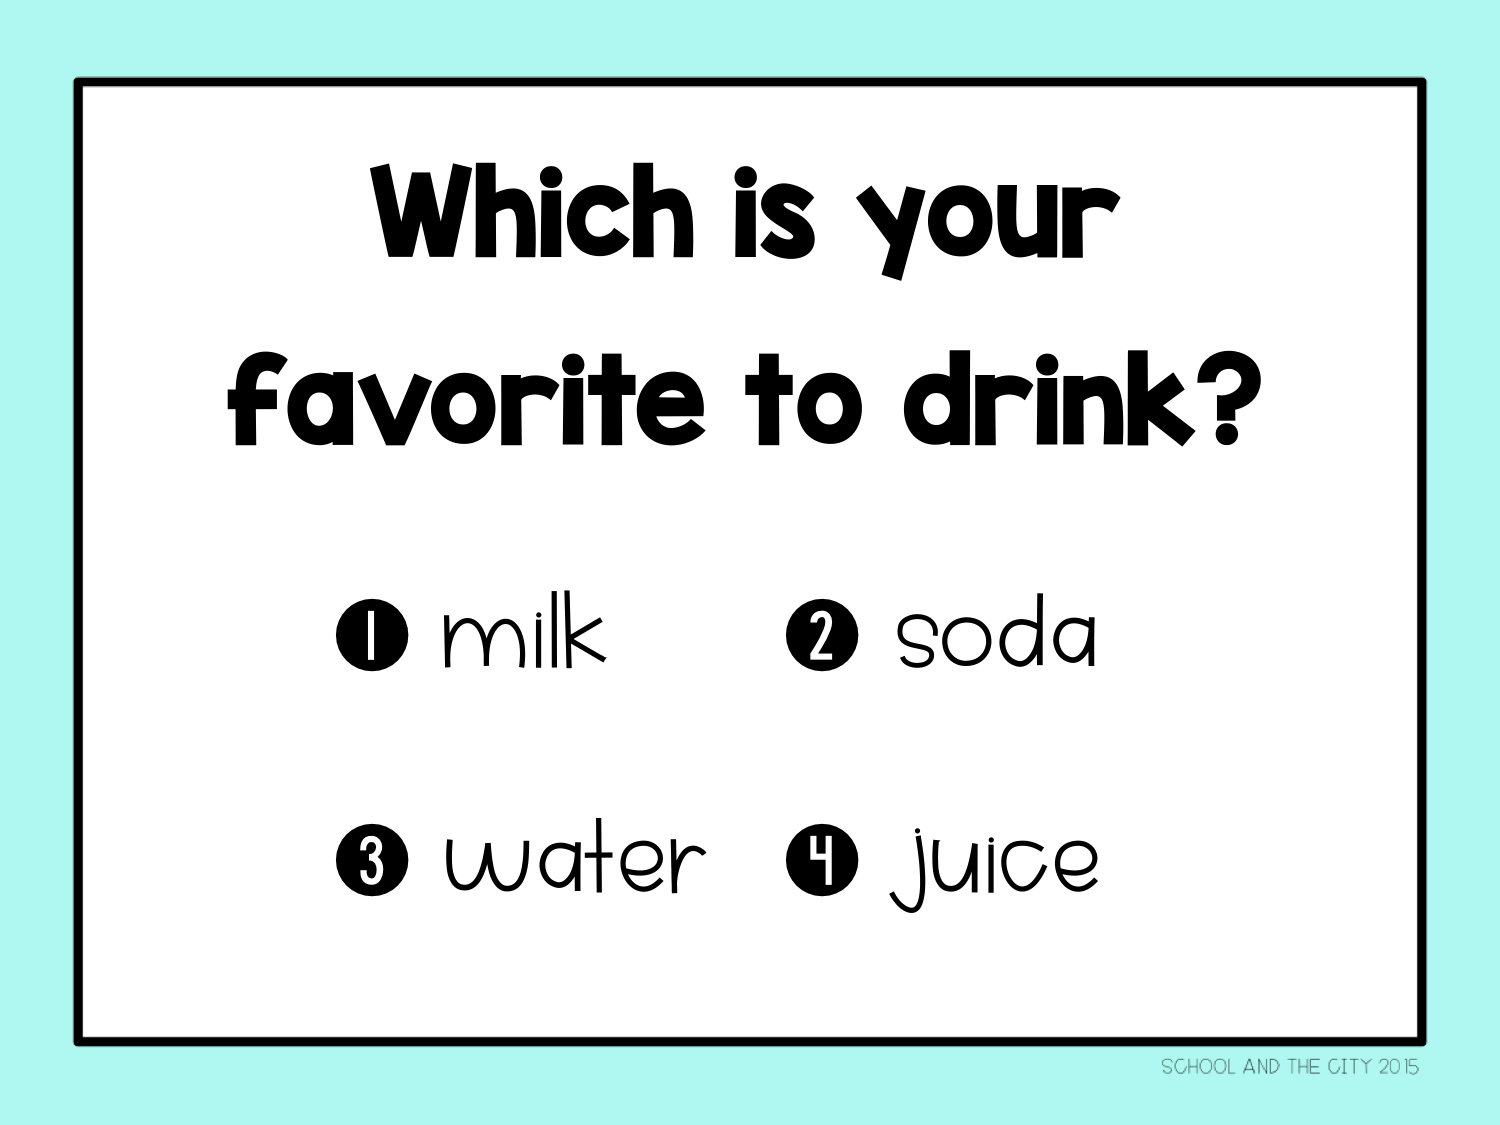 Which is your
favorite to drink?
1 milk 2 soda
3 water 4 juice
SCHOOL AND THE CITY 2015